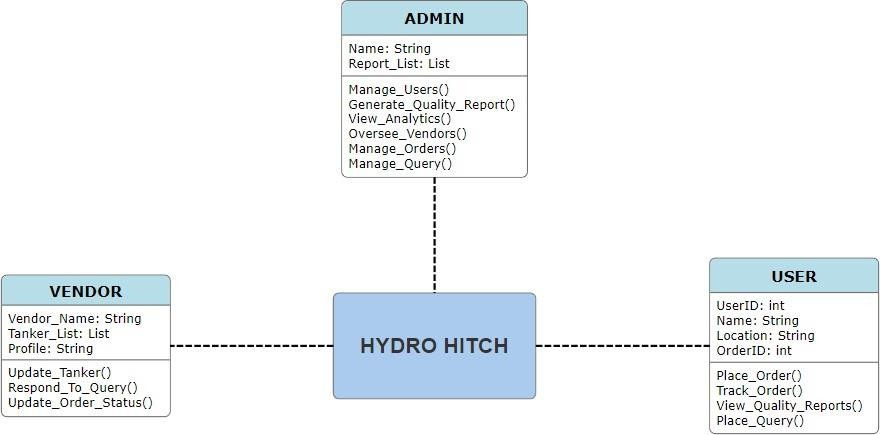 ADMIN
Name: String
Report_List: List
Manage_Users()
Generate_Quality_Report()
View_Analytics()
Oversee_Vendors()
Manage_Orders()
Manage_Query()
VENDOR
Vendor_Name: String
Tanker_List: List
Profile: String
Update_Tanker()
Respond_To_Query()
Update_Order_Status()
HYDRO HITCH
USER
UserID: int
Name: String
Location: String
OrderID: int
Place_Order()
Track_Order()
View_Quality_Reports()
Place_Query()